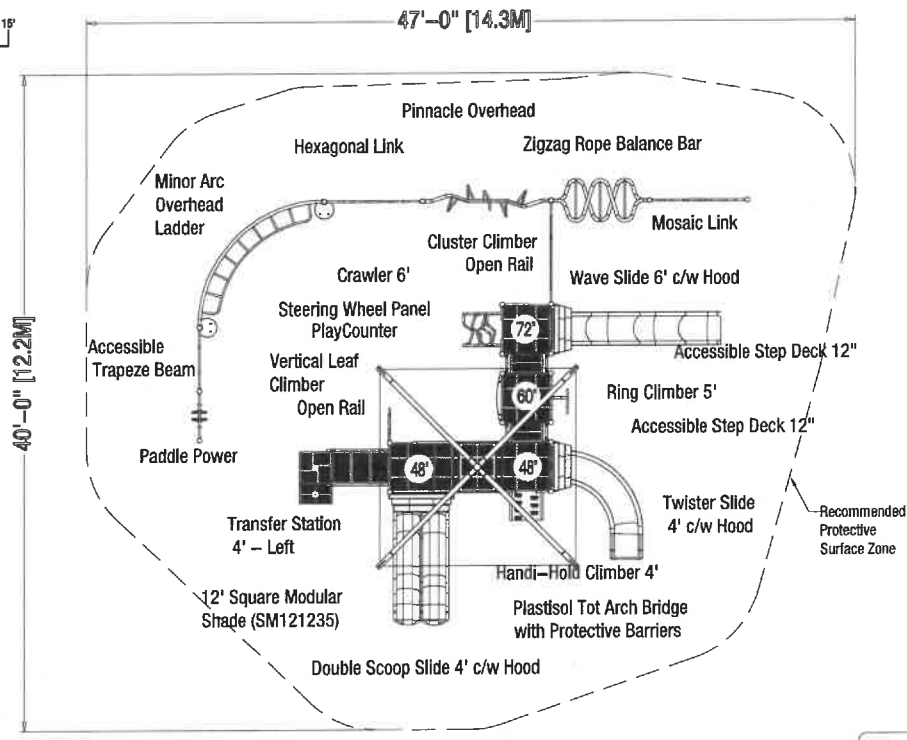 15'
47'-0" [14.3M]
Pinnacle Overhead
Hexagonal Link
Zigzag Rope Balance Bar
Minor Arc
Overhead
Ladder
Mosaic Link
Cluster Climber
Open Rail
Crawler 6'
Wave Slide 6' c/w Hood
Steering Wheel Panel
PlayCounter
72"
Accessible Step Deck 12"
Accessible
Trapeze Beam
Vertical Leaf
Climber
Open Rail
60"
Ring Climber 5'
Accessible Step Deck 12"
40'-0" [12.2M]
Paddle Power
48"
48"
Transfer Station
4' – Left
Twister Slide
4' c/w Hood
Recommended
Protective
Surface Zone
Handi-Hold Climber 4'
12' Square Modular
Shade (SM121235)
Plastisol Tot Arch Bridge
with Protective Barriers
Double Scoop Slide 4' c/w Hood